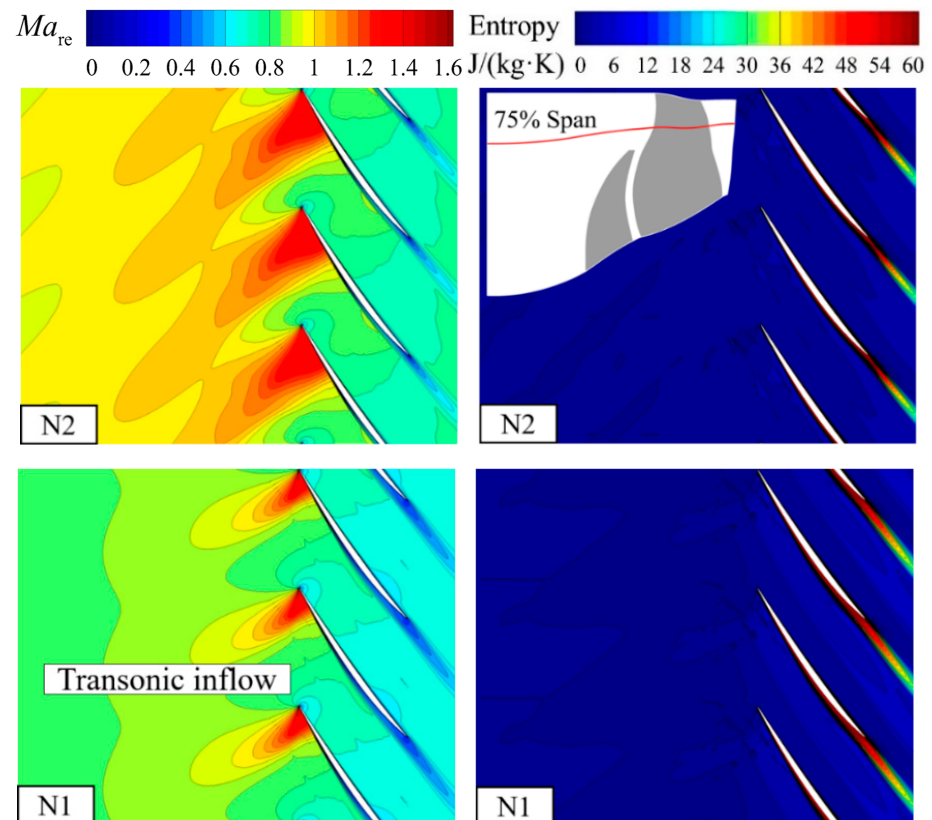 Ma_re
0 0.2 0.4 0.6 0.8 1 1.2 1.4 1.6
Entropy
J/(kg·K) 0 6 12 18 24 30 36 42 48 54 60
75% Span
N2
N2
Transonic inflow
N1
N1